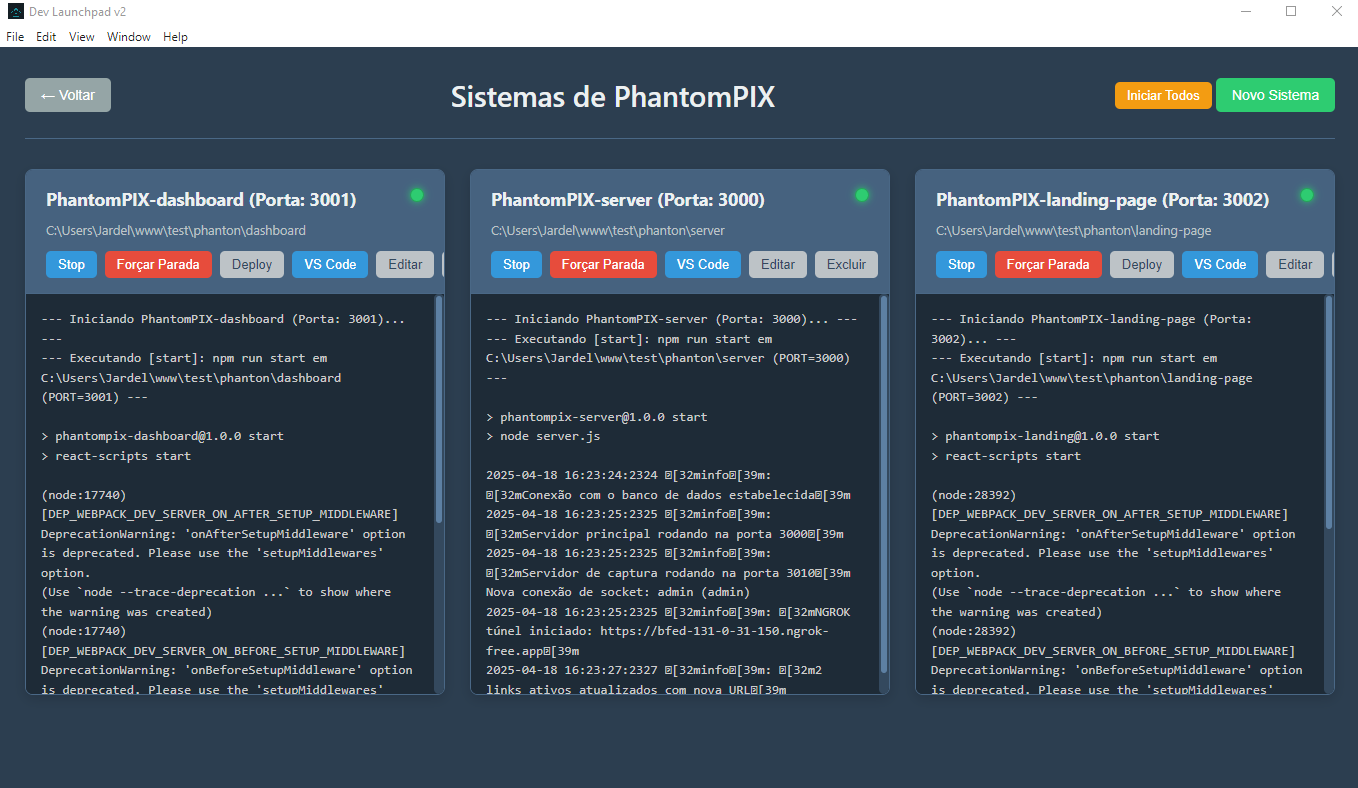 Dev Launchpad v2
File Edit View Window Help
← Voltar
Sistemas de PhantomPIX
Iniciar Todos
Novo Sistema
PhantomPIX-dashboard (Porta: 3001)
C:\Users\Jardel\www\test\phanton\dashboard
Stop Forçar Parada Deploy VS Code Editar
--- Iniciando PhantomPIX-dashboard (Porta: 3001)...
---
--- Executando [start]: npm run start em
C:\Users\Jardel\www\test\phanton\dashboard
(PORT=3001) ---
> phantompix-dashboard@1.0.0 start
> react-scripts start
(node:17740)
[DEP_WEBPACK_DEV_SERVER_ON_AFTER_SETUP_MIDDLEWARE]
DeprecationWarning: 'onAfterSetupMiddleware' option
is deprecated. Please use the 'setupMiddlewares'
option.
(Use `node --trace-deprecation ...` to show where
the warning was created)
(node:17740)
[DEP_WEBPACK_DEV_SERVER_ON_BEFORE_SETUP_MIDDLEWARE]
DeprecationWarning: 'onBeforeSetupMiddleware' option
is deprecated. Please use the 'setupMiddlewares'
PhantomPIX-server (Porta: 3000)
C:\Users\Jardel\www\test\phanton\server
Stop Forçar Parada VS Code Editar Excluir
--- Iniciando PhantomPIX-server (Porta: 3000)... ---
--- Executando [start]: npm run start em
C:\Users\Jardel\www\test\phanton\server (PORT=3000)
---
> phantompix-server@1.0.0 start
> node server.js
2025-04-18 16:23:24:2324 [32minfo[39m:
[32mConexão com o banco de dados estabelecida[39m
2025-04-18 16:23:25:2325 [32minfo[39m:
[32mServidor principal rodando na porta 3000[39m
2025-04-18 16:23:25:2325 [32minfo[39m:
[32mServidor de captura rodando na porta 3010[39m
Nova conexão de socket: admin (admin)
2025-04-18 16:23:25:2325 [32minfo[39m: [32mNGROK
túnel iniciado: https://bfed-131-0-31-150.ngrok-
free.app[39m
2025-04-18 16:23:27:2327 [32minfo[39m: [32m2
links ativos atualizados com nova URL[39m
PhantomPIX-landing-page (Porta: 3002)
C:\Users\Jardel\www\test\phanton\landing-page
Stop Forçar Parada Deploy VS Code Editar
--- Iniciando PhantomPIX-landing-page (Porta:
3002)... ---
--- Executando [start]: npm run start em
C:\Users\Jardel\www\test\phanton\landing-page
(PORT=3002) ---
> phantompix-landing@1.0.0 start
> react-scripts start
(node:28392)
[DEP_WEBPACK_DEV_SERVER_ON_AFTER_SETUP_MIDDLEWARE]
DeprecationWarning: 'onAfterSetupMiddleware' option
is deprecated. Please use the 'setupMiddlewares'
option.
(Use `node --trace-deprecation ...` to show where
the warning was created)
(node:28392)
[DEP_WEBPACK_DEV_SERVER_ON_BEFORE_SETUP_MIDDLEWARE]
DeprecationWarning: 'onBeforeSetupMiddleware' option
is deprecated. Please use the 'setupMiddlewares'